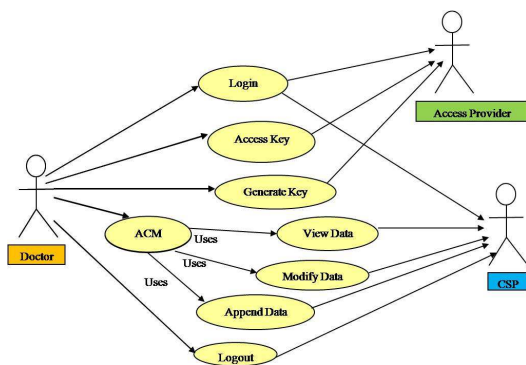 Login
Access Provider
Access Key
Generate Key
ACM
Uses
View Data
Doctor
Uses
Modify Data
CSP
Uses
Append Data
Logout